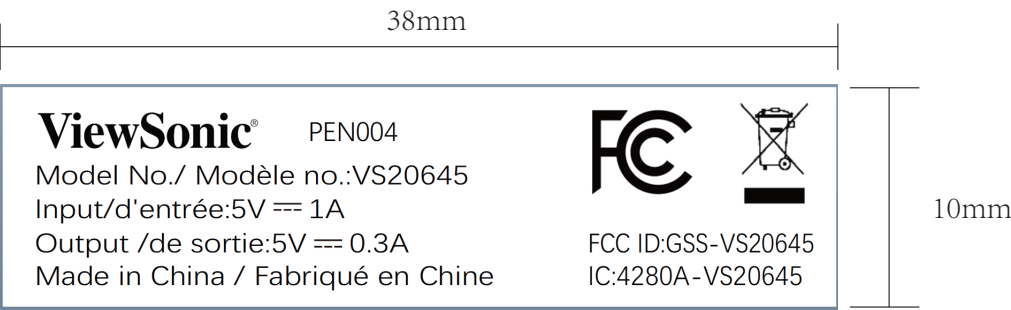 38mm
ViewSonic® PEN004
Model No./ Modèle no.:VS20645
Input/d'entrée:5V ⎓ 1A
Output /de sortie:5V ⎓ 0.3A
Made in China / Fabriqué en Chine
FC
FCC ID:GSS-VS20645
IC:4280A-VS20645
10mm